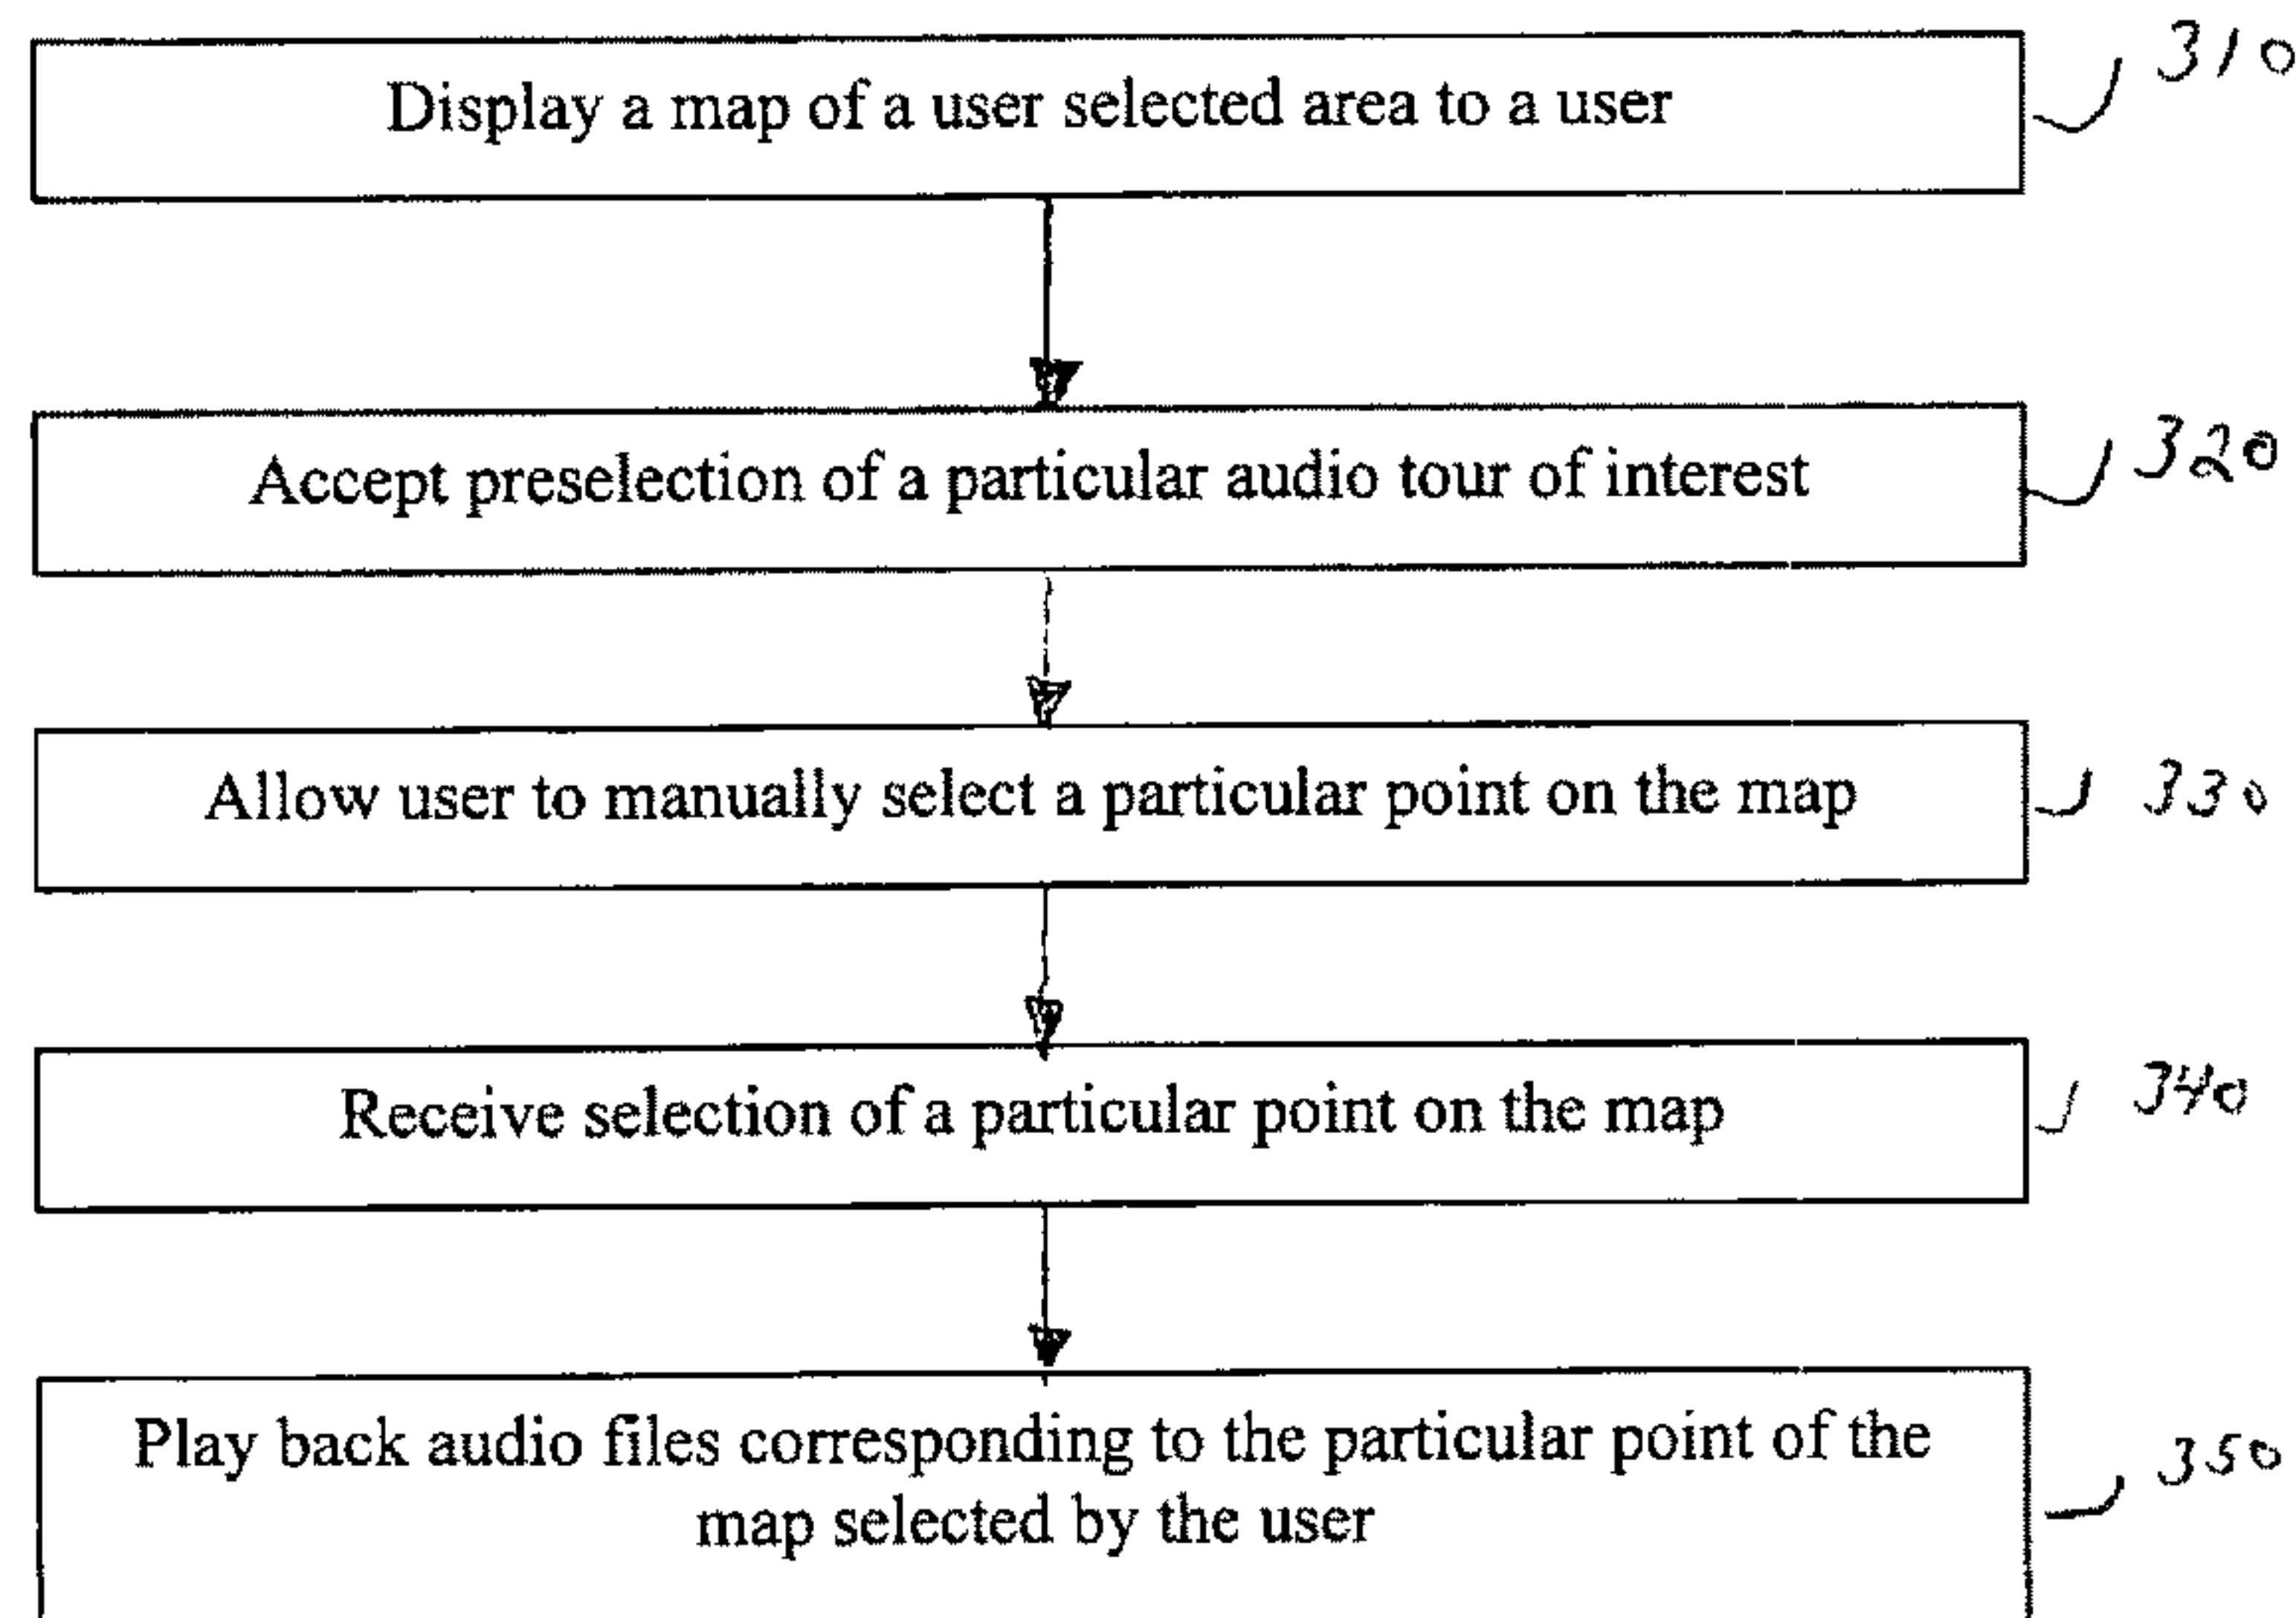 Display a map of a user selected area to a user
310
Accept preselection of a particular audio tour of interest
320
Allow user to manually select a particular point on the map
330
Receive selection of a particular point on the map
340
Play back audio files corresponding to the particular point of the
map selected by the user
350